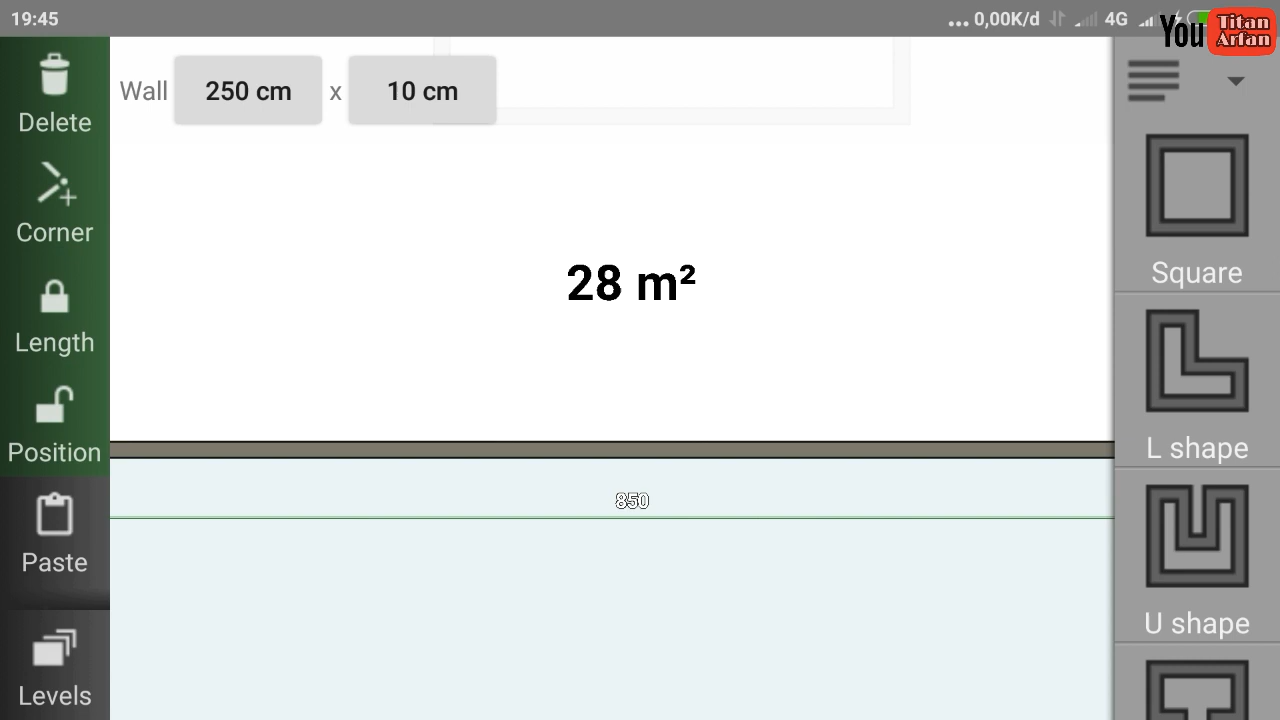 19:45
... 0,00K/d 4G
You Titan
Arfan
Delete
Wall 250 cm x 10 cm
Corner
Length
Position
Paste
Levels
28 m²
850
Square
L shape
U shape